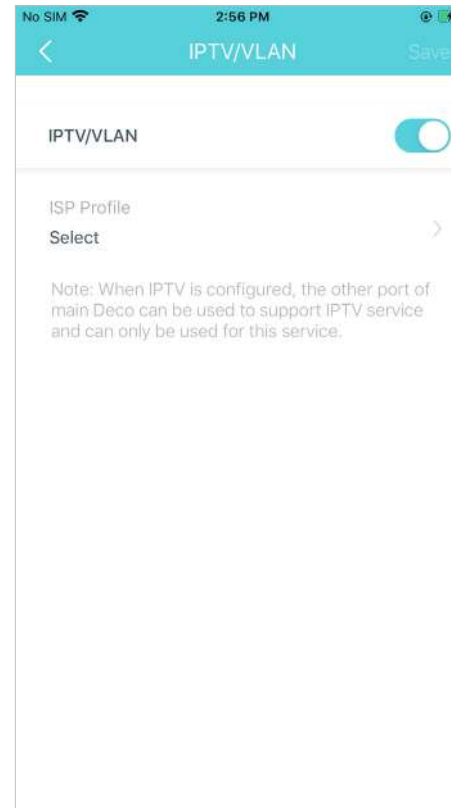 No SIM 2:56 PM
IPTV/VLAN Save
IPTV/VLAN
ISP Profile
Select
Note: When IPTV is configured, the other port of
main Deco can be used to support IPTV service
and can only be used for this service.